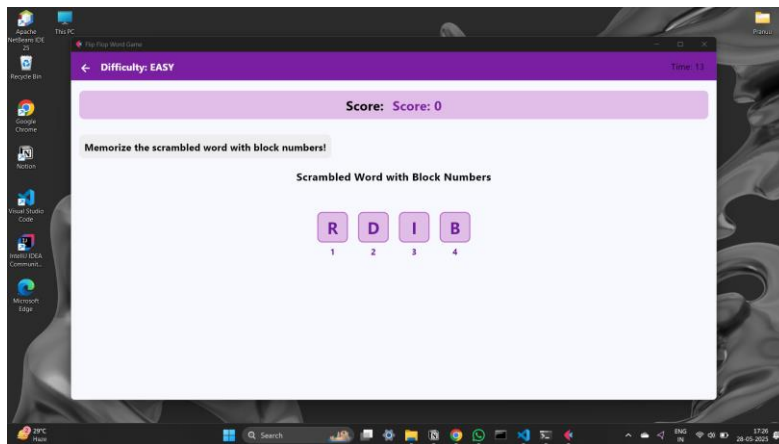 Apache
NetBeans IDE
25
This PC
Pranuu
Recycle Bin
Google
Chrome
Notion
Visual Studio
Code
IntelliJ IDEA
Communit...
Microsoft
Edge
Flip Flop Word Game
Difficulty: EASY
Time: 13
Score: Score: 0
Memorize the scrambled word with block numbers!
Scrambled Word with Block Numbers
R D I B
1 2 3 4
29°C
Haze
Search
ENG
IN
17:26
28-05-2025